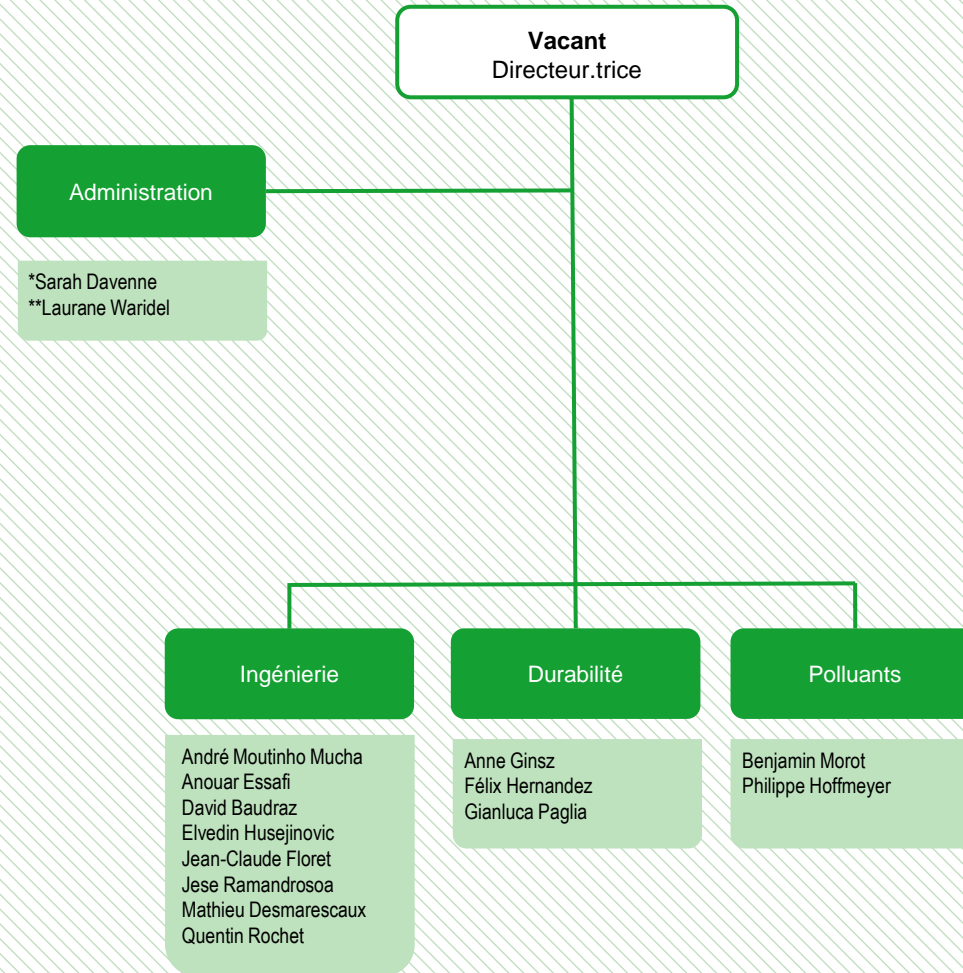 Vacant
Directeur.trice
Administration
*Sarah Davenne
**Laurane Waridel
Ingénierie
André Moutinho Mucha
Anouar Essafi
David Baudraz
Elvedin Husejinovic
Jean-Claude Floret
Jese Ramandrosoa
Mathieu Desmarescaux
Quentin Rochet
Durabilité
Anne Ginsz
Félix Hernandez
Gianluca Paglia
Polluants
Benjamin Morot
Philippe Hoffmeyer